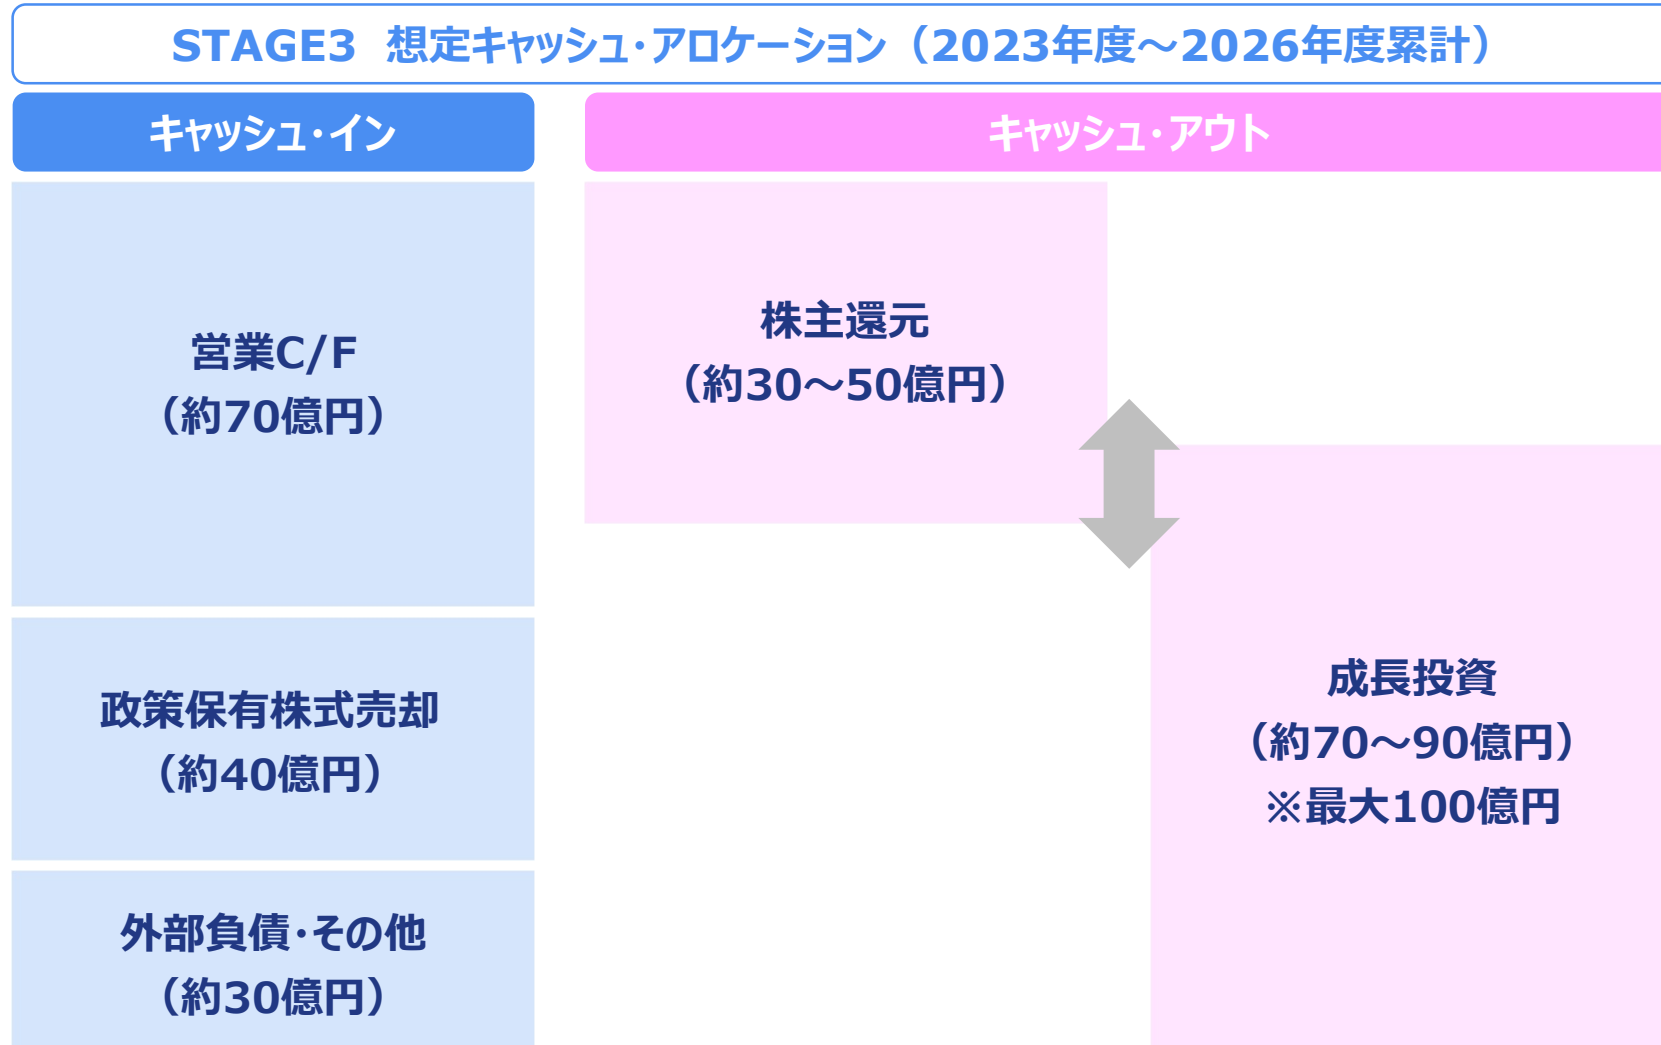 STAGE3 想定キャッシュ・アロケーション（2023年度～2026年度累計）
キャッシュ・イン
キャッシュ・アウト
営業C/F
（約70億円）
政策保有株式売却
（約40億円）
外部負債・その他
（約30億円）
株主還元
（約30～50億円）
成長投資
（約70～90億円）
※最大100億円